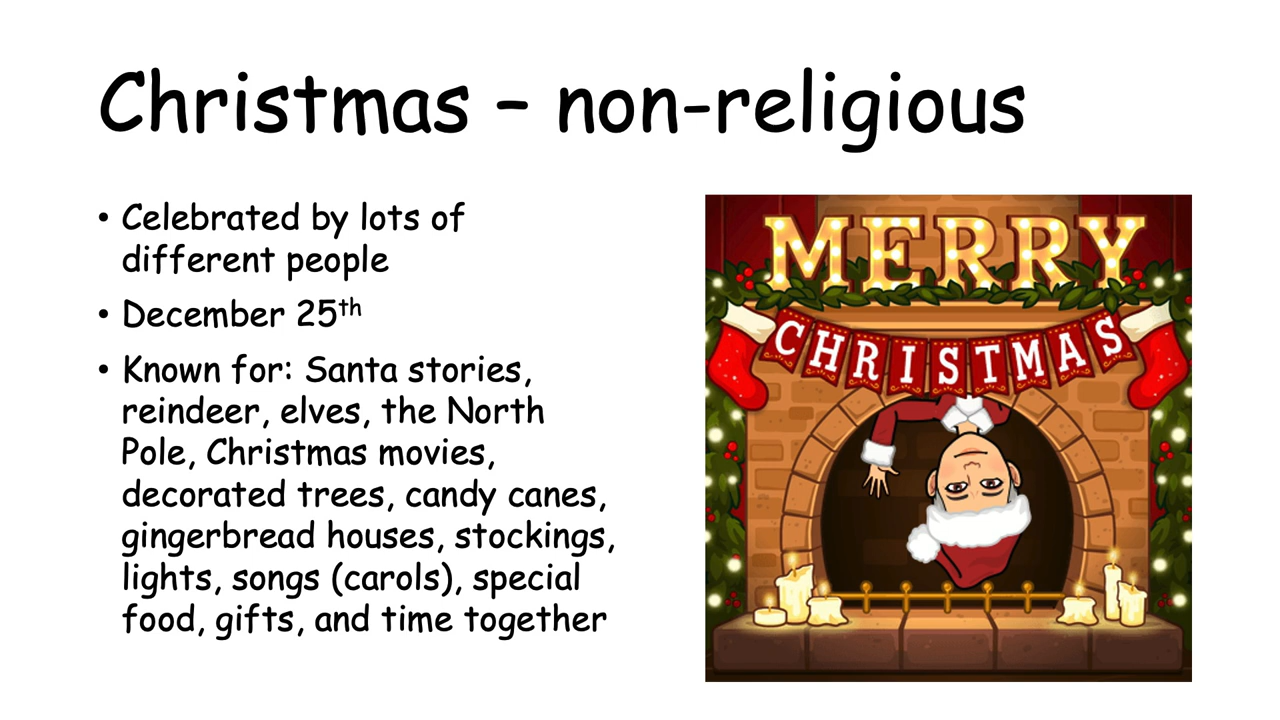 Christmas – non-religious
• Celebrated by lots of
different people
• December 25th
• Known for: Santa stories,
reindeer, elves, the North
Pole, Christmas movies,
decorated trees, candy canes,
gingerbread houses, stockings,
lights, songs (carols), special
food, gifts, and time together
MERRY
CHRISTMAS